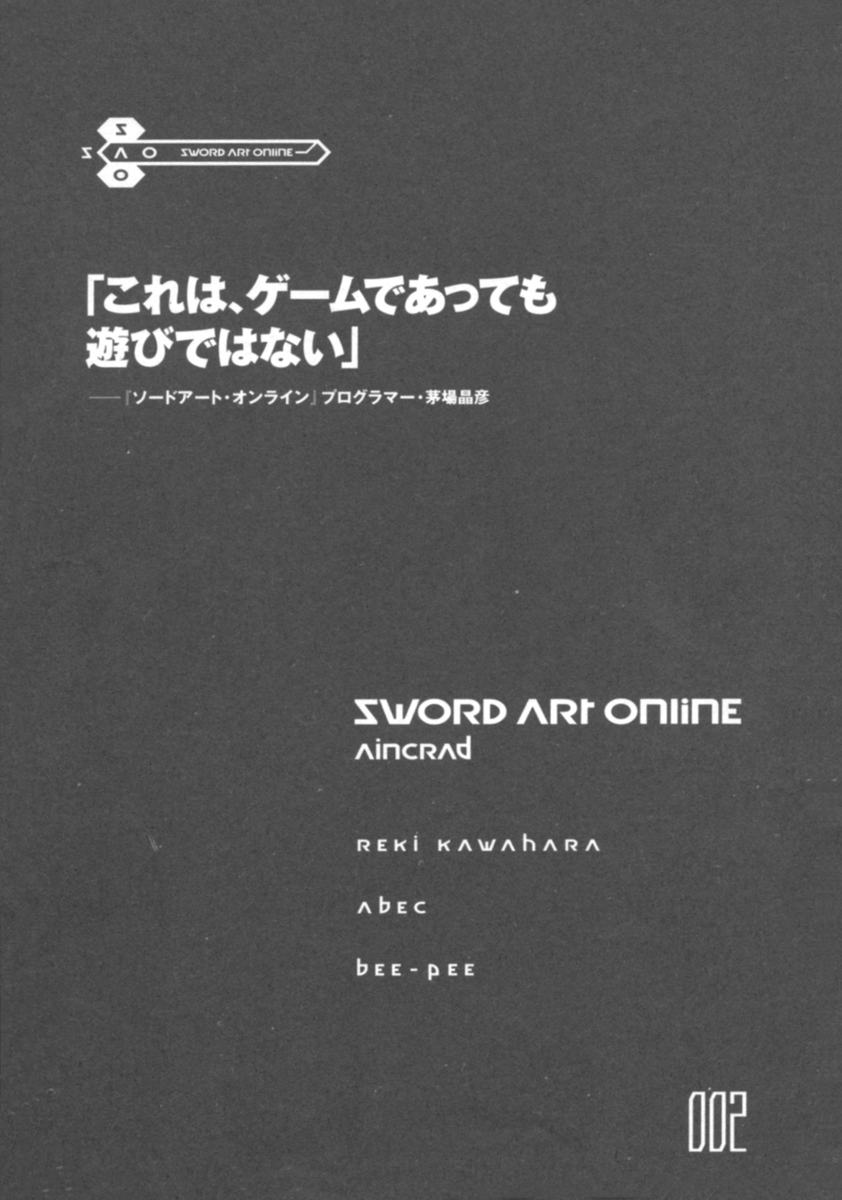 S
S A O SWORD ART ONLINE
O
「これは、ゲームであっても
遊びではない」
──『ソードアート・オンライン』プログラマー・茅場晶彦
SWORD ART ONLINE
AINCRAD
REKI KAWAHARA
ABEC
BEE-PEE
002